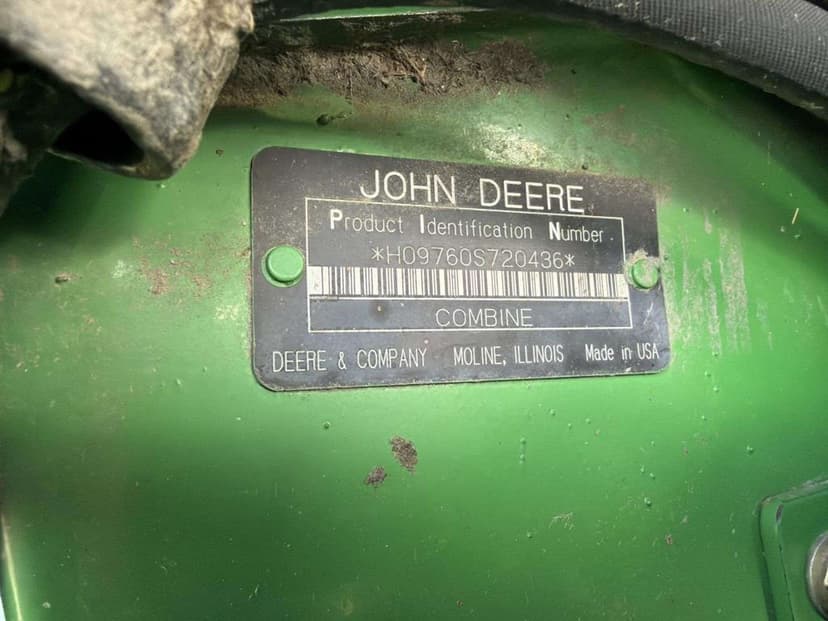 JOHN DEERE
Product Identification Number
*H09760S720436*
COMBINE
DEERE & COMPANY MOLINE, ILLINOIS Made in USA